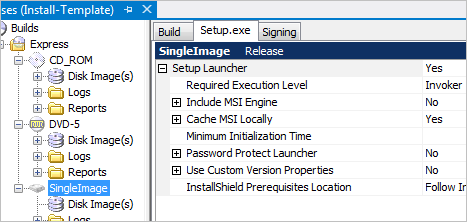 ses (Install-Template)
Builds
Express
CD_ROM
Disk Image(s)
Logs
Reports
DVD-5
Disk Image(s)
Logs
Reports
SingleImage
Disk Image(s)
Logs
Build Setup.exe Signing
SingleImage Release
Setup Launcher Yes
Required Execution Level Invoker
Include MSI Engine No
Cache MSI Locally Yes
Minimum Initialization Time
Password Protect Launcher No
Use Custom Version Properties No
InstallShield Prerequisites Location Follow In